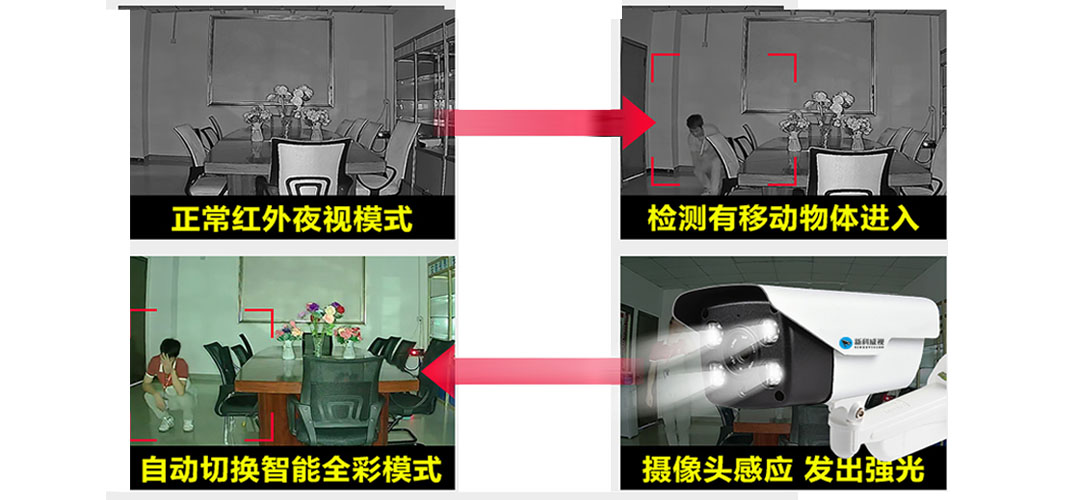 正常红外夜视模式
检测有移动物体进入
新科威视
摄像头感应 发出强光
自动切换智能全彩模式